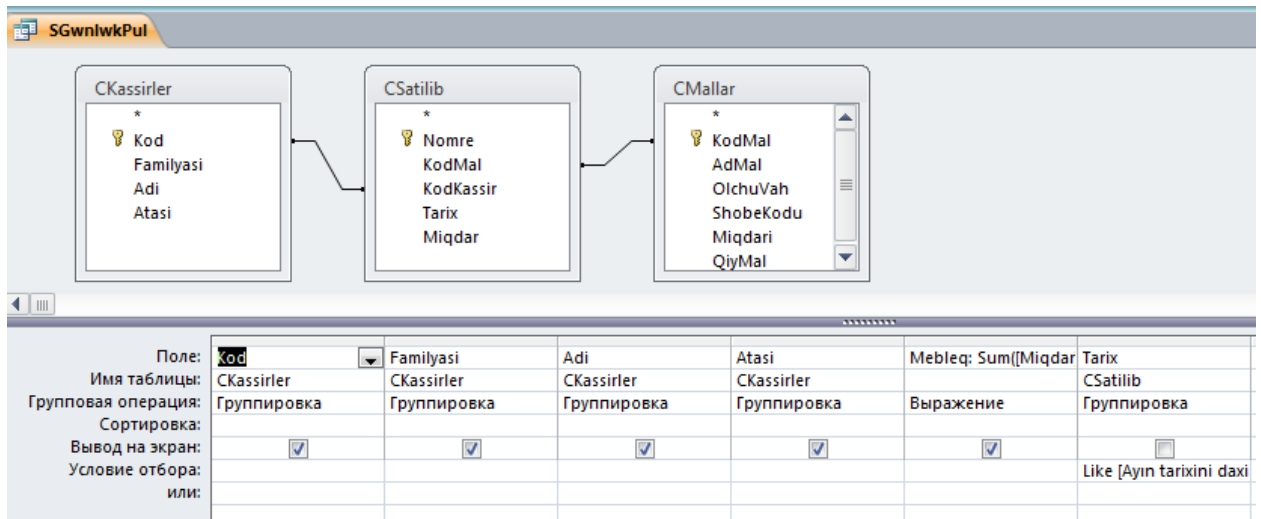 SGwnlwkPul
CKassirler
*
Kod
Familyasi
Adi
Atasi
CSatilib
*
Nomre
KodMal
KodKassir
Tarix
Miqdar
CMallar
*
KodMal
AdMal
OlchuVah
ShobeKodu
Miqdari
QiyMal
Поле: Kod Familyasi Adi Atasi Mebleq: Sum([Miqdar Tarix
Имя таблицы: CKassirler CKassirler CKassirler CKassirler CSatilib
Групповая операция: Группировка Группировка Группировка Группировка Выражение Группировка
Сортировка:
Вывод на экран:
Условие отбора: Like [Ayın tarixini daxi
или: